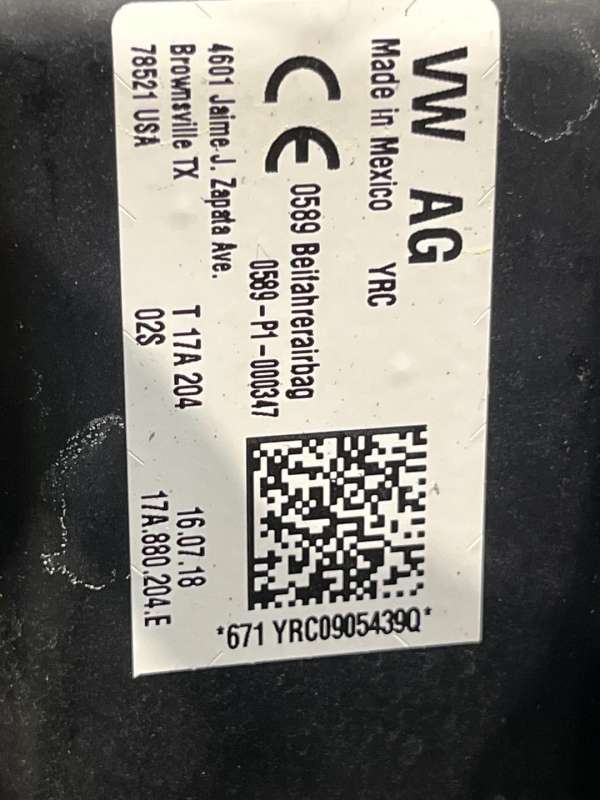 VW AG
Made in Mexico YRC
CE 0589 Beifahrerairbag
0589-P1-000347
4601 Jaime J. Zapata Ave.
Brownsville TX
78521 USA
T 17A 204
02S
16.07.18
17A.880.204.E
*671 YRC0905439Q*